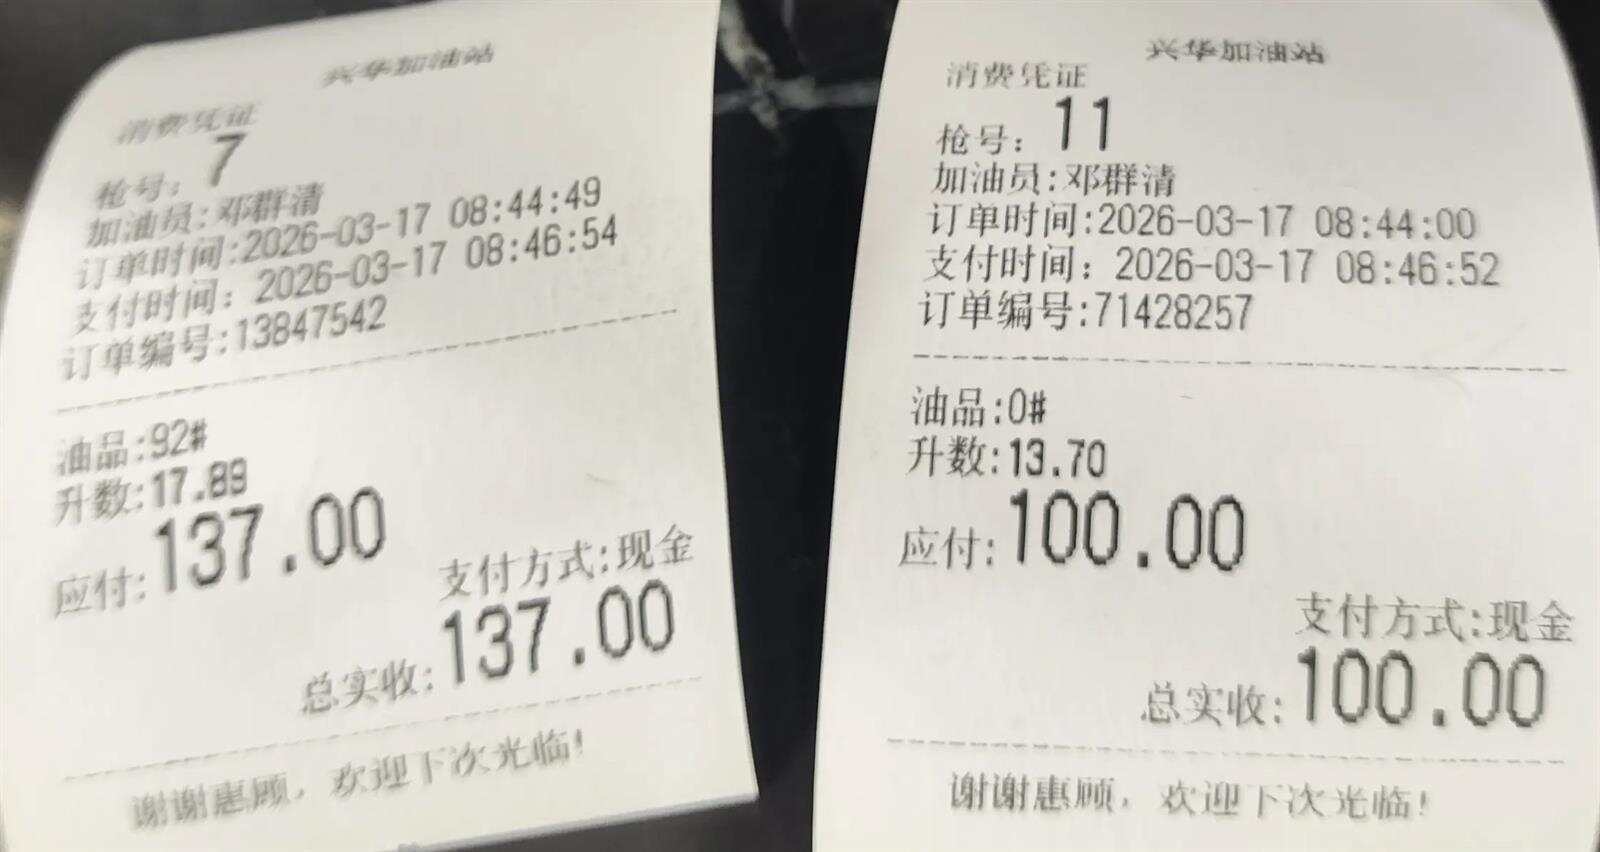 兴华加油站
消费凭证
枪号: 7
加油员:邓群清
订单时间:2026-03-17 08:44:49
支付时间: 2026-03-17 08:46:54
订单编号:13847542
油品:92#
升数:17.89
应付:137.00
支付方式:现金
总实收:137.00
谢谢惠顾，欢迎下次光临!
兴华加油站
消费凭证
枪号: 11
加油员:邓群清
订单时间:2026-03-17 08:44:00
支付时间: 2026-03-17 08:46:52
订单编号:71428257
油品:0#
升数:13.70
应付:100.00
支付方式:现金
总实收:100.00
谢谢惠顾，欢迎下次光临!